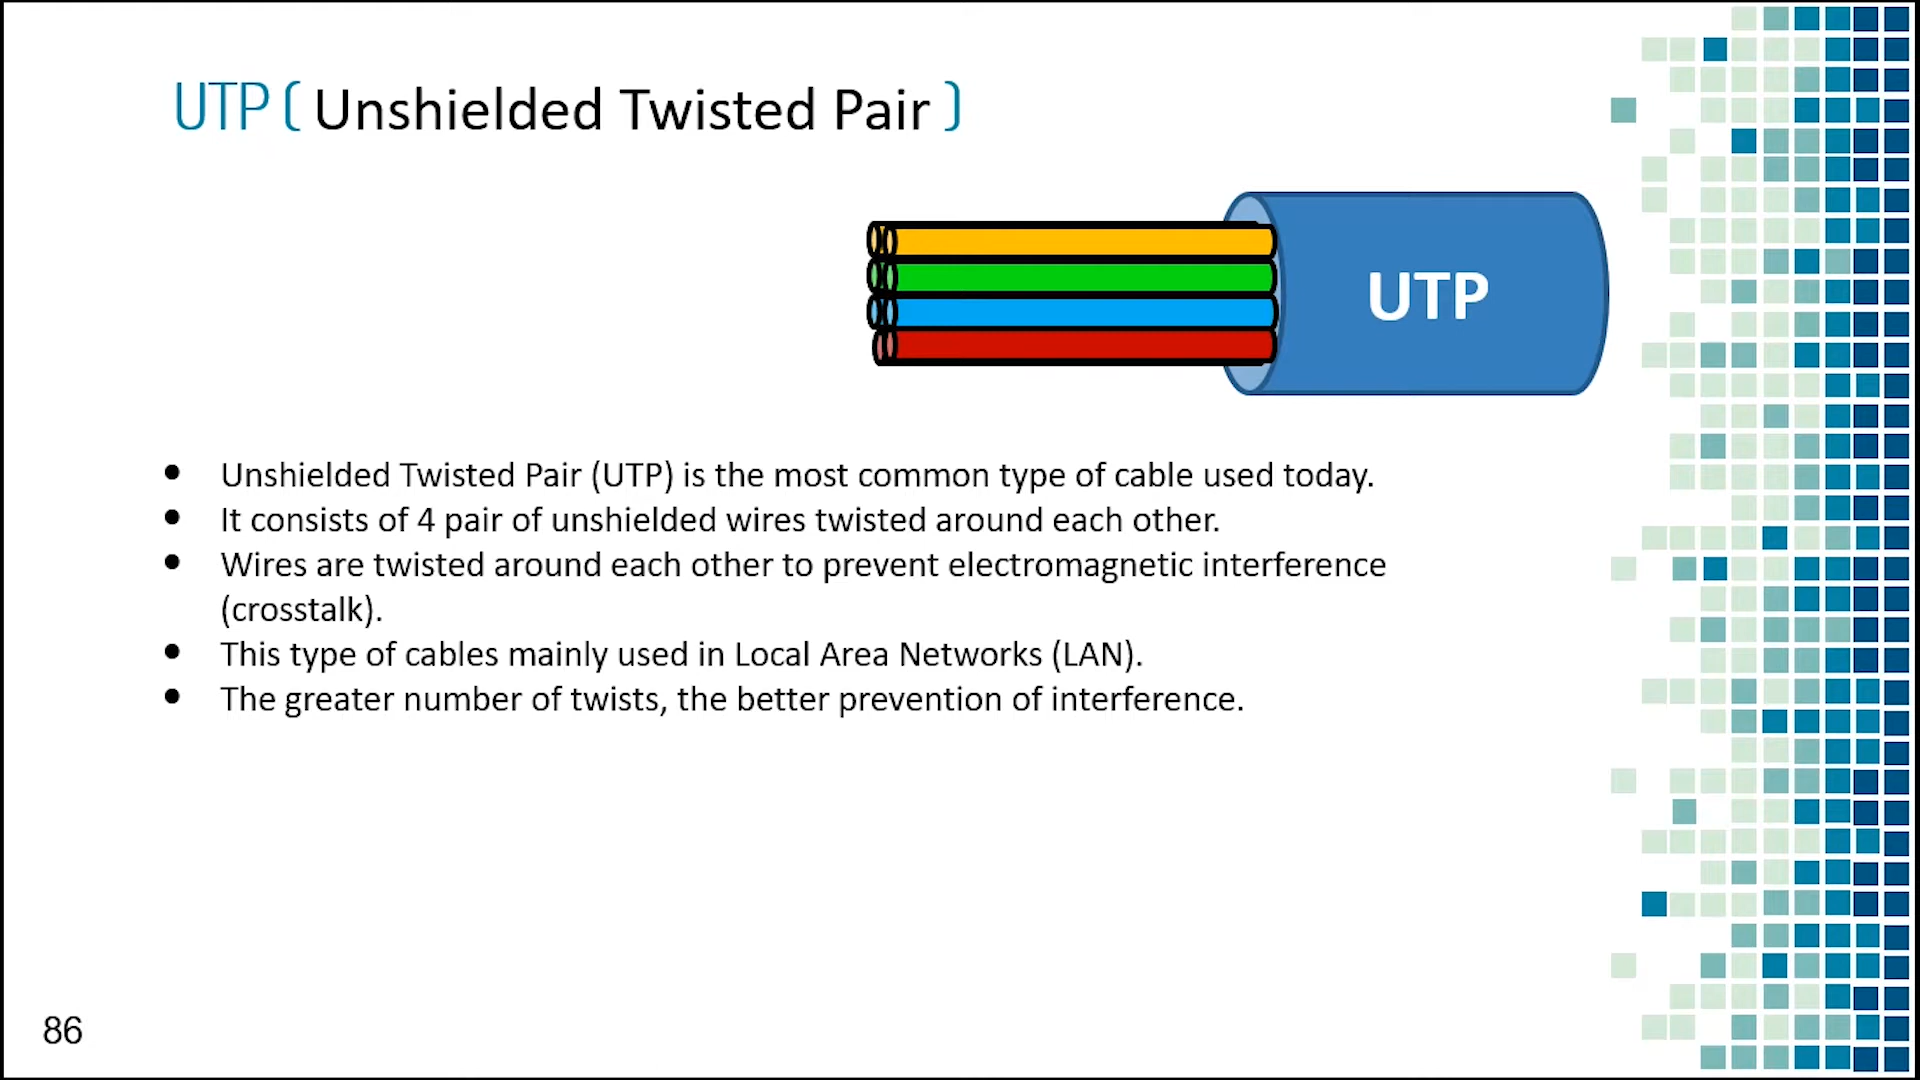 UTP ( Unshielded Twisted Pair )
UTP
• Unshielded Twisted Pair (UTP) is the most common type of cable used today.
• It consists of 4 pair of unshielded wires twisted around each other.
• Wires are twisted around each other to prevent electromagnetic interference
(crosstalk).
• This type of cables mainly used in Local Area Networks (LAN).
• The greater number of twists, the better prevention of interference.
86